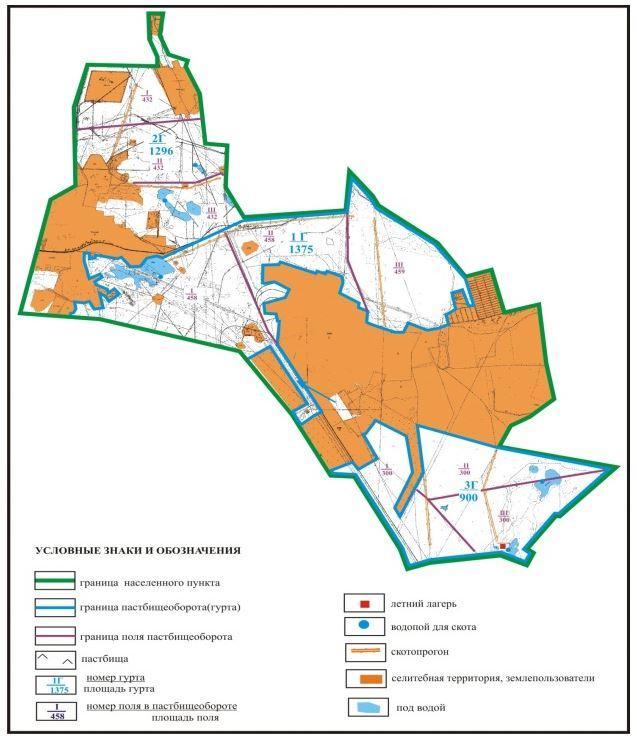 I
432
2Г
1296
II
432
III
432
II
458
1 Г
1375
III
459
I
458
I
300
II
300
3Г
900
III
300
УСЛОВНЫЕ ЗНАКИ И ОБОЗНАЧЕНИЯ
граница населенного пункта
граница пастбищеоборота(гурта)
граница поля пастбищеоборота
пастбища
1Г
1375
номер гурта
площадь гурта
I
458
номер поля в пастбищеобороте
площадь поля
летний лагерь
водопой для скота
скотопрогон
селитебная территория, землепользователи
под водой